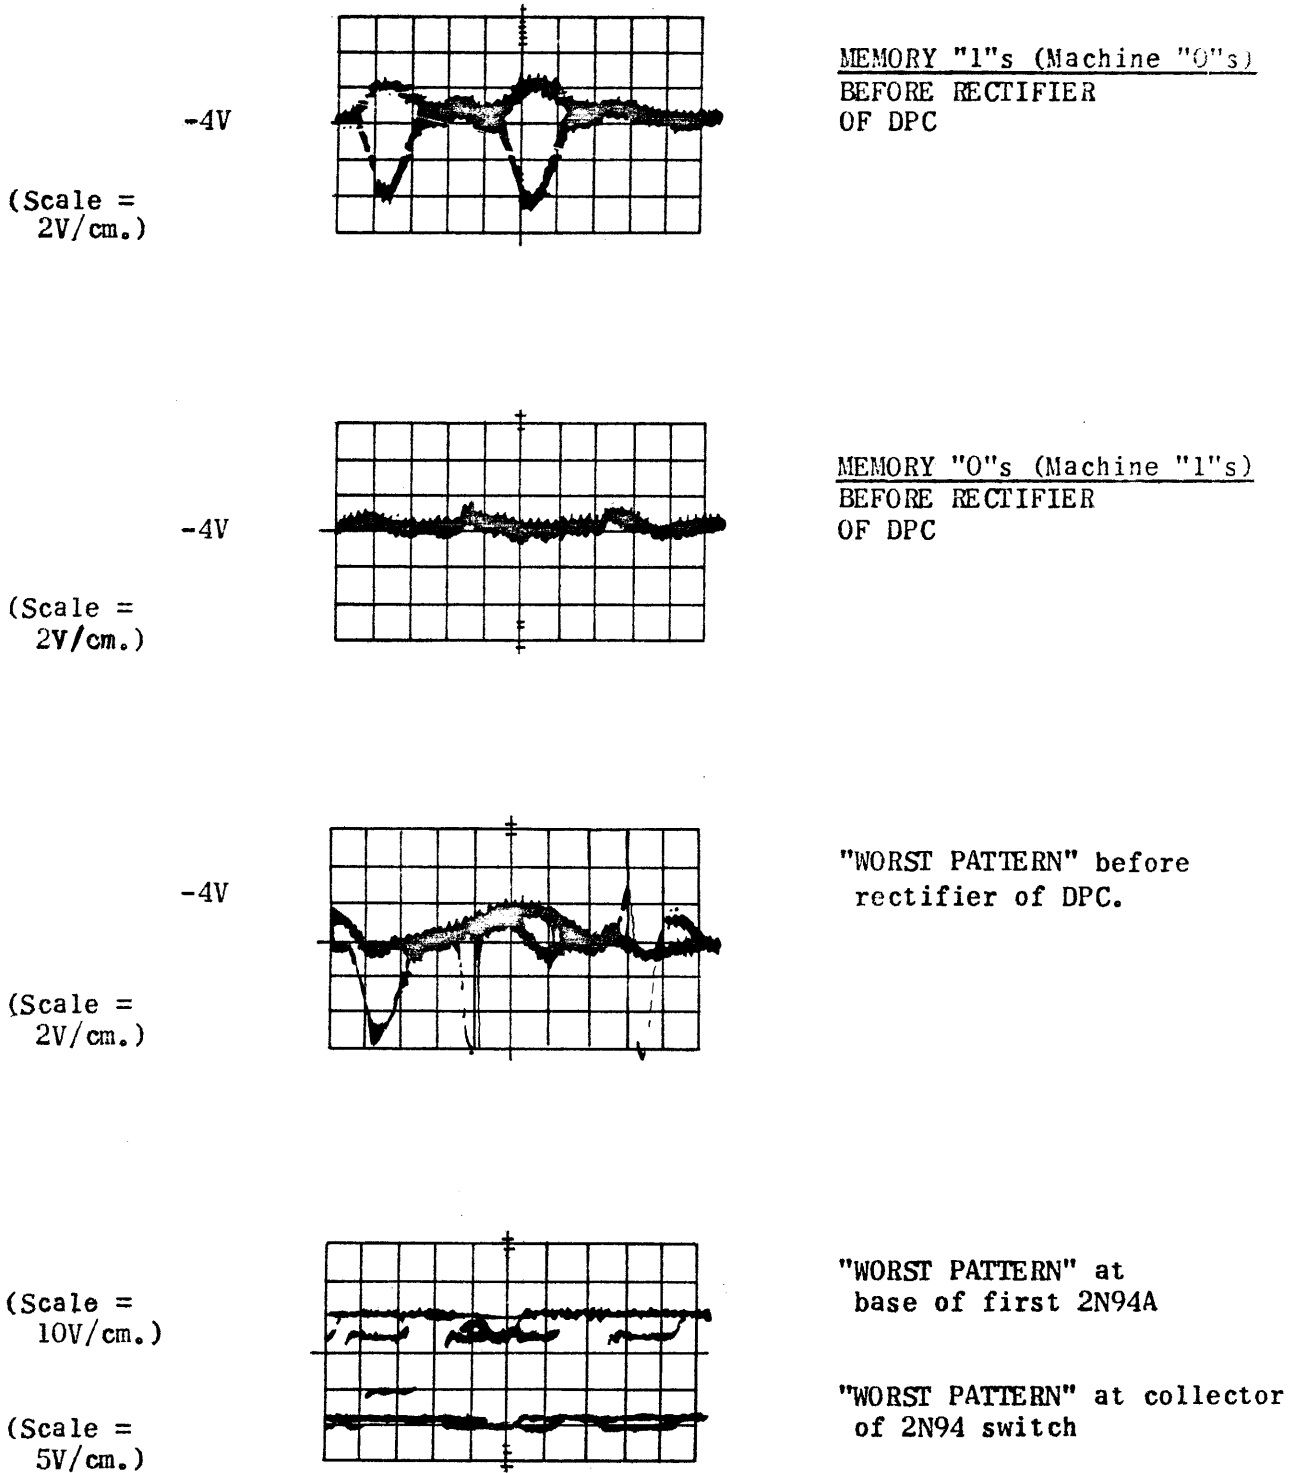 MEMORY "1"s (Machine "0"s)
BEFORE RECTIFIER
OF DPC
-4V
(Scale =
2V/cm.)
MEMORY "0"s (Machine "1"s)
BEFORE RECTIFIER
OF DPC
-4V
(Scale =
2V/cm.)
"WORST PATTERN" before
rectifier of DPC.
-4V
(Scale =
2V/cm.)
"WORST PATTERN" at
base of first 2N94A
(Scale =
10V/cm.)
"WORST PATTERN" at collector
of 2N94 switch
(Scale =
5V/cm.)